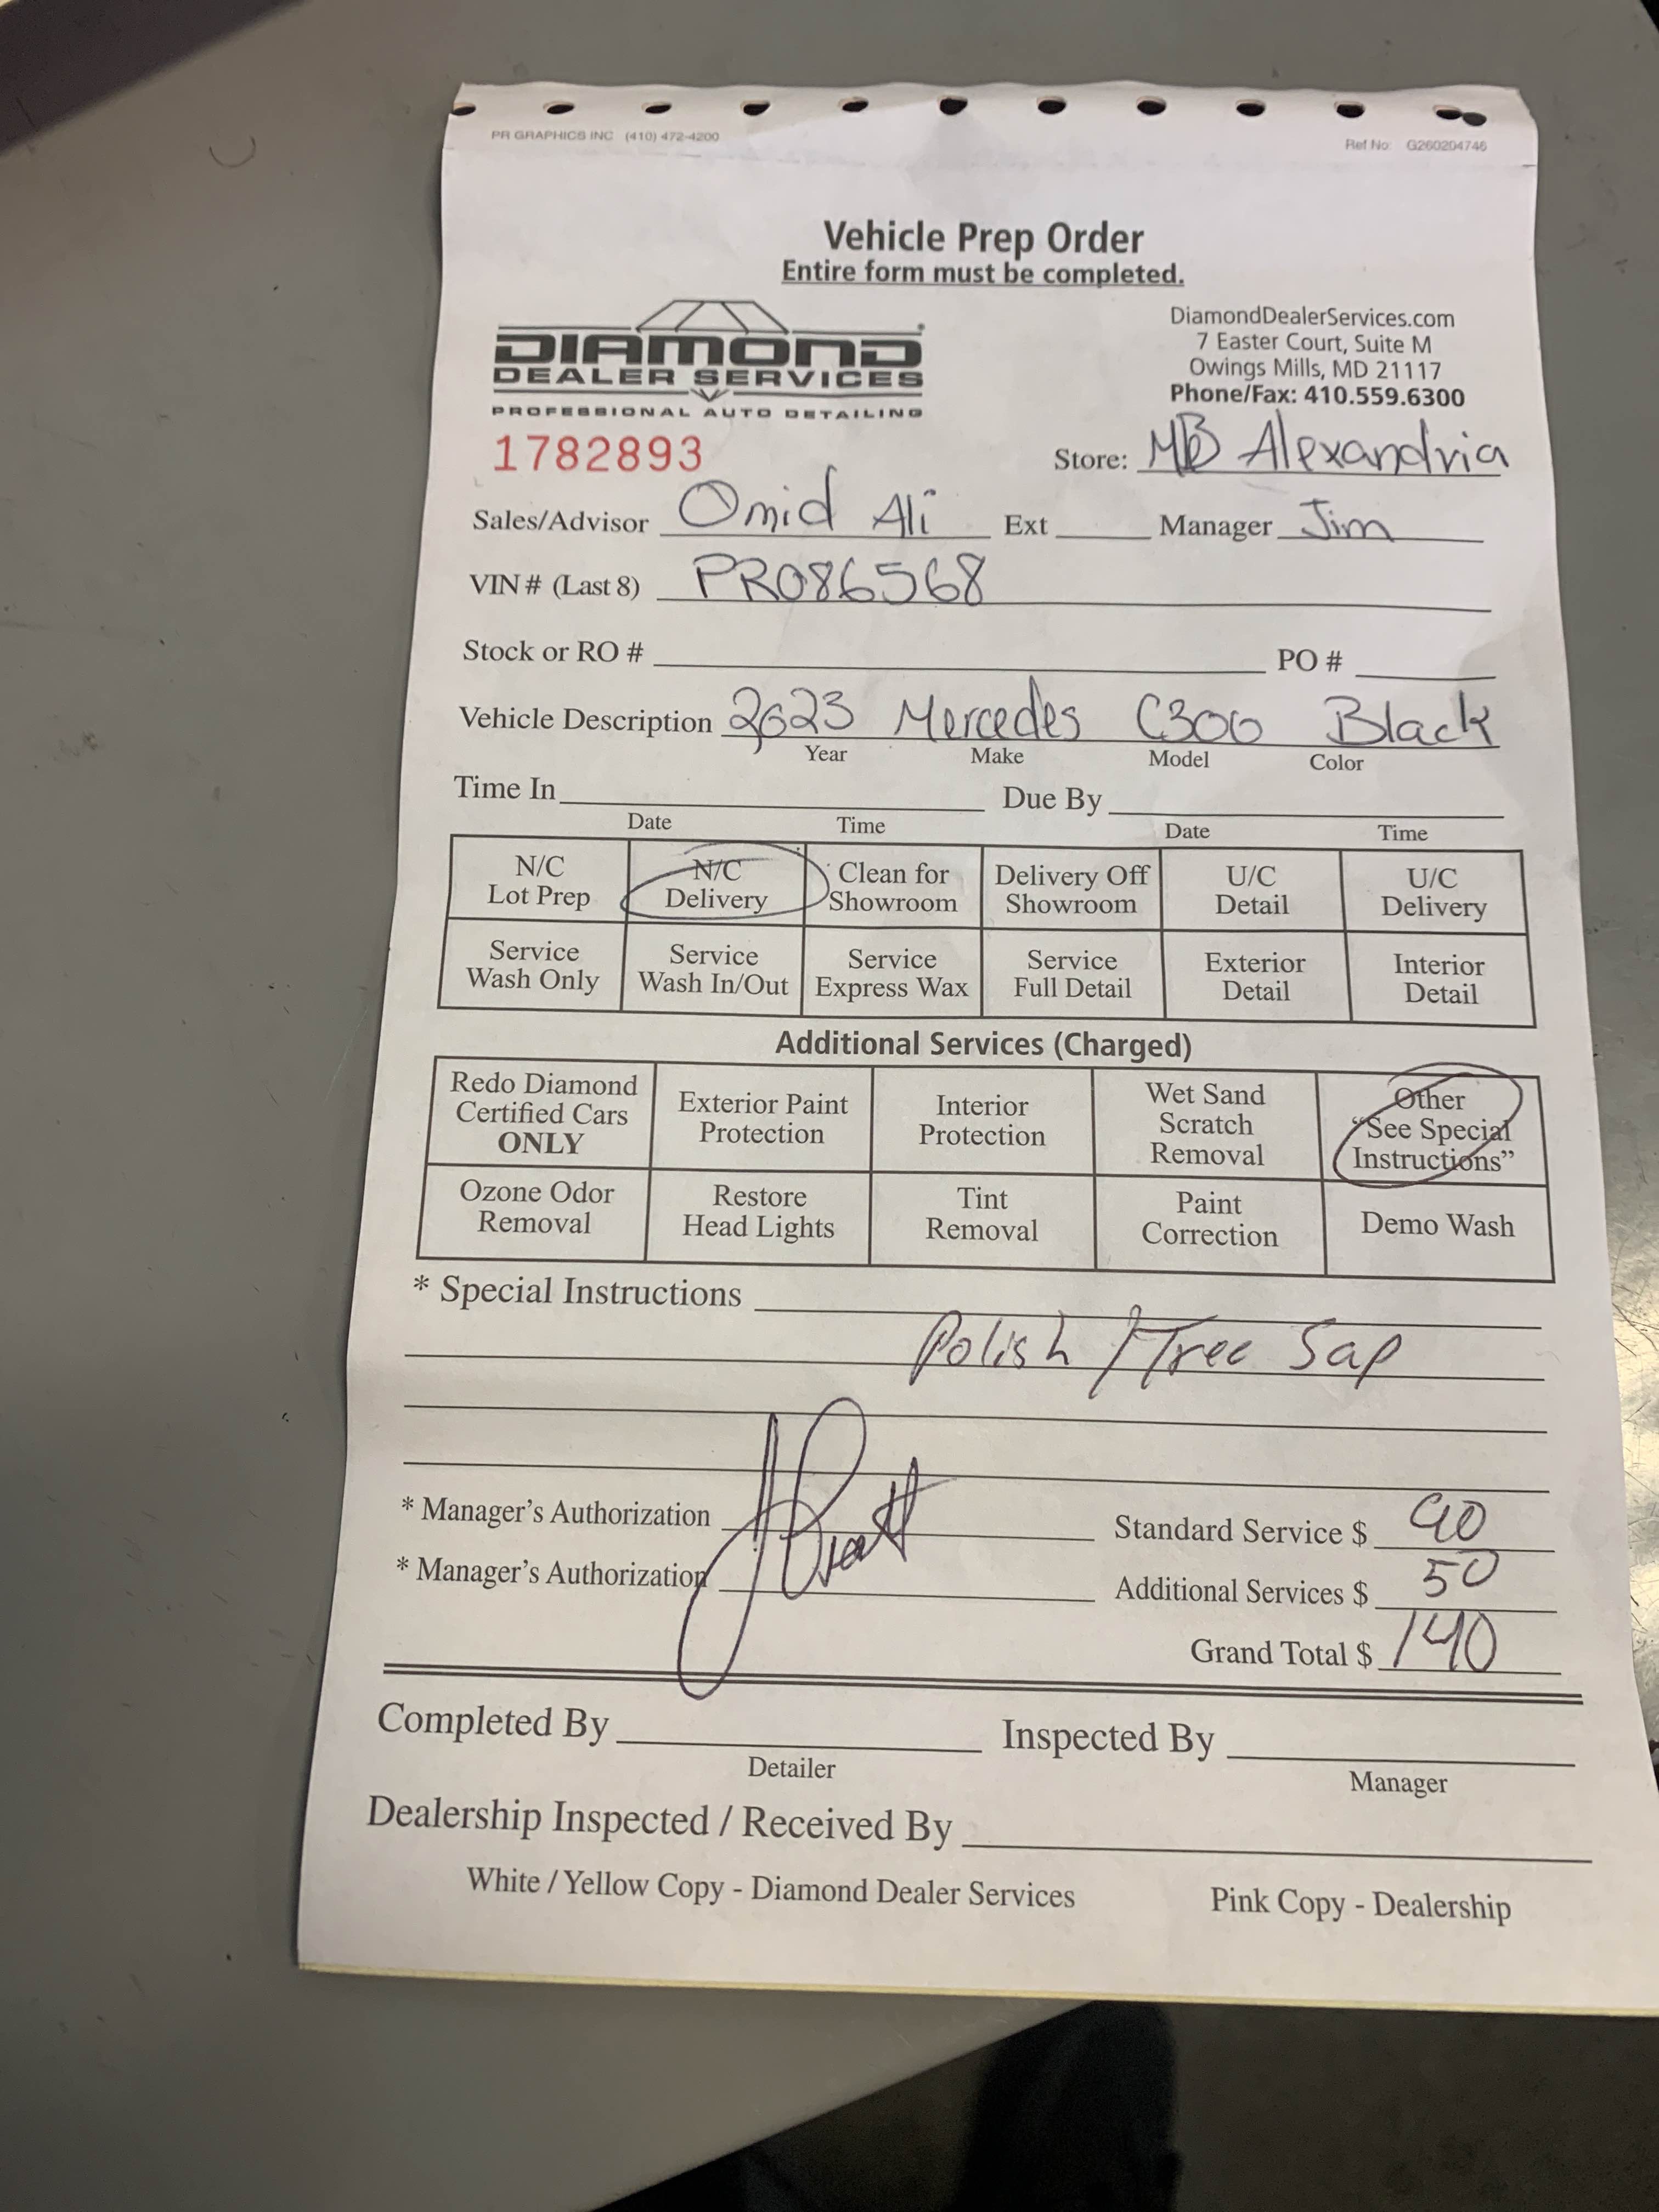 PR GRAPHICS INC (410) 472-4200
Ref No: G260204746
Vehicle Prep Order
Entire form must be completed.
DIAMOND
DEALER SERVICES
PROFESSIONAL AUTO DETAILING
DiamondDealerServices.com
7 Easter Court, Suite M
Owings Mills, MD 21117
Phone/Fax: 410.559.6300
1782893
Store: MB Alexandria
Sales/Advisor Omid Ali Ext Manager Jim
VIN # (Last 8) PR086568
Stock or RO # PO #
Vehicle Description 2023 Mercedes C300 Black
Year Make Model Color
Time In Due By
Date Time Date Time
N/C Lot Prep
N/C Delivery
Clean for Showroom
Delivery Off Showroom
U/C Detail
U/C Delivery
Service Wash Only
Service Wash In/Out
Service Express Wax
Service Full Detail
Exterior Detail
Interior Detail
Additional Services (Charged)
Redo Diamond Certified Cars ONLY
Exterior Paint Protection
Interior Protection
Wet Sand Scratch Removal
Other "See Special Instructions"
Ozone Odor Removal
Restore Head Lights
Tint Removal
Paint Correction
Demo Wash
* Special Instructions
Polish / Tree Sap
* Manager's Authorization Standard Service $ 90
* Manager's Authorization Additional Services $ 50
Grand Total $ 140
Completed By Inspected By
Detailer Manager
Dealership Inspected / Received By
White / Yellow Copy - Diamond Dealer Services Pink Copy - Dealership